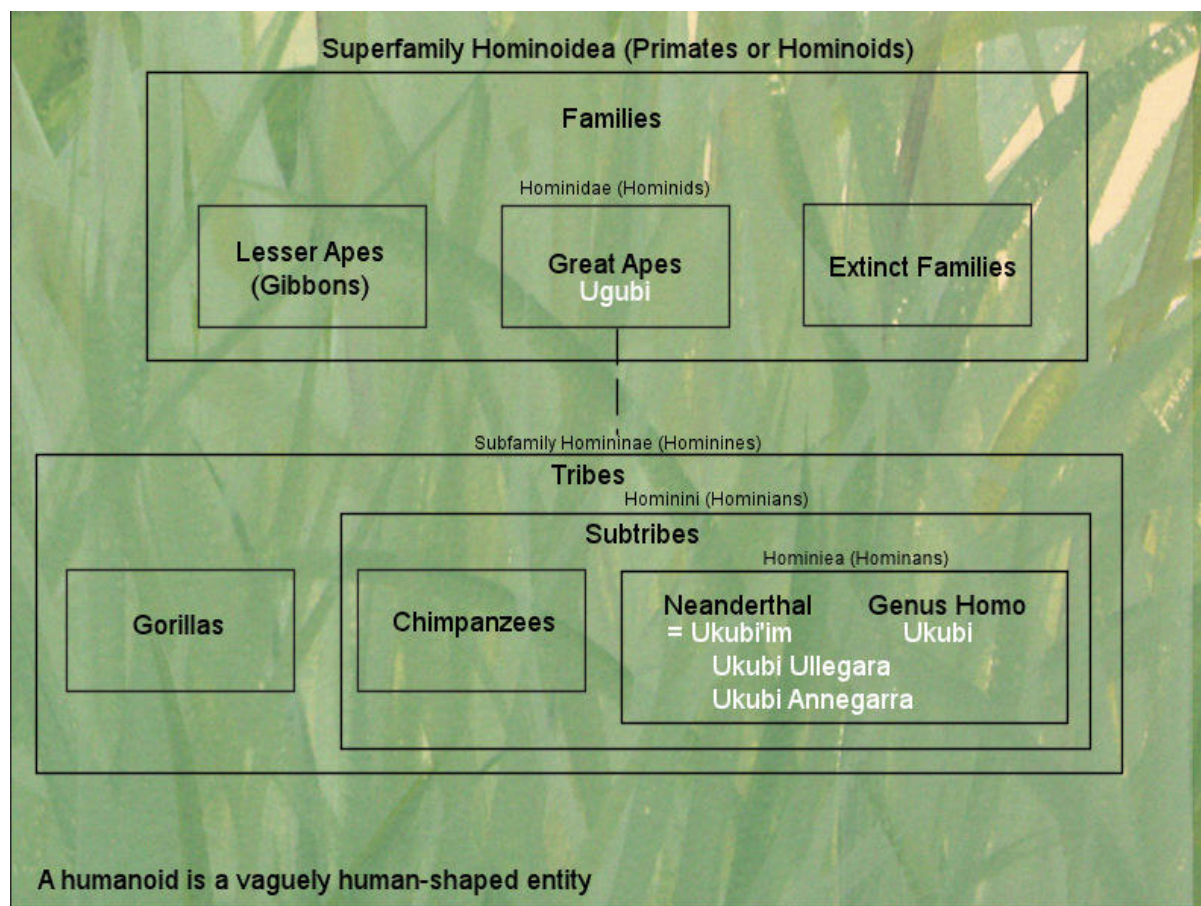 Superfamily Hominoidea (Primates or Hominoids)
Families
Hominidae (Hominids)
Lesser Apes
(Gibbons)
Great Apes
Ugubi
Extinct Families
Subfamily Homininae (Hominines)
Tribes
Hominini (Hominians)
Subtribes
Hominiea (Hominans)
Gorillas
Chimpanzees
Neanderthal
= Ukubi'im
Genus Homo
Ukubi
Ukubi Ullegara
Ukubi Annegarra
A humanoid is a vaguely human-shaped entity